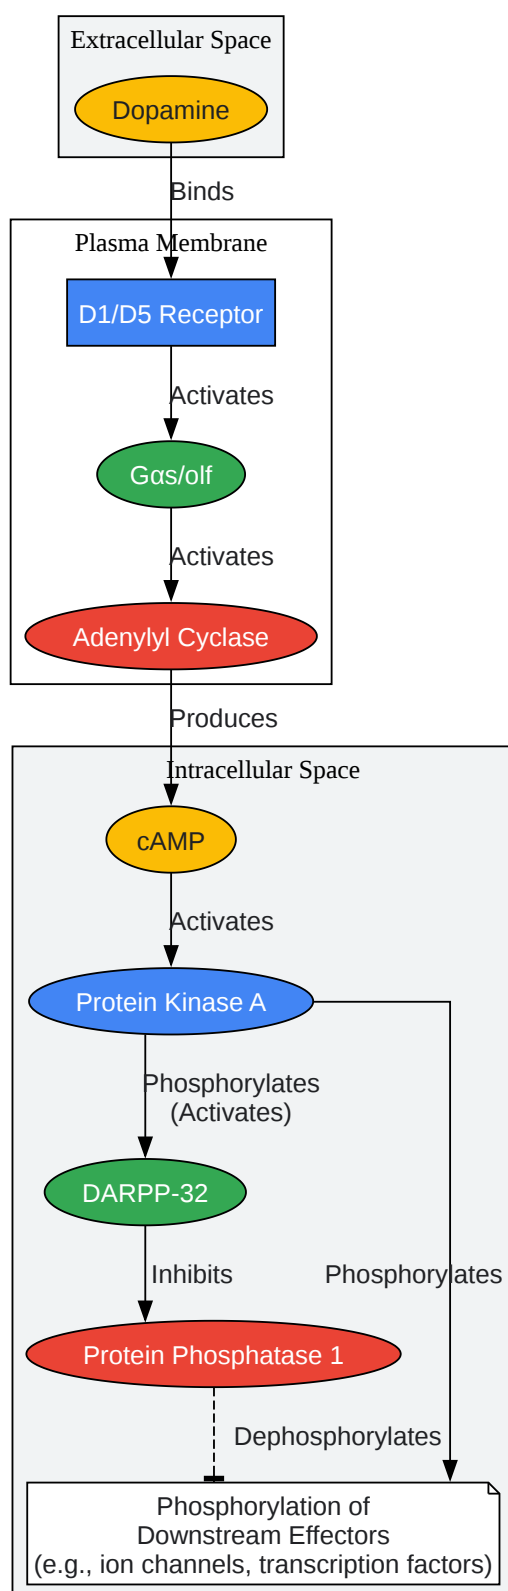 Extracellular Space
Dopamine
Binds
Plasma Membrane
D1/D5 Receptor
Activates
Gαs/olf
Activates
Adenylyl Cyclase
Produces
Intracellular Space
cAMP
Activates
Protein Kinase A
Phosphorylates
(Activates)
DARPP-32
Inhibits
Phosphorylates
Protein Phosphatase 1
Dephosphorylates
Phosphorylation of
Downstream Effectors
(e.g., ion channels, transcription factors)